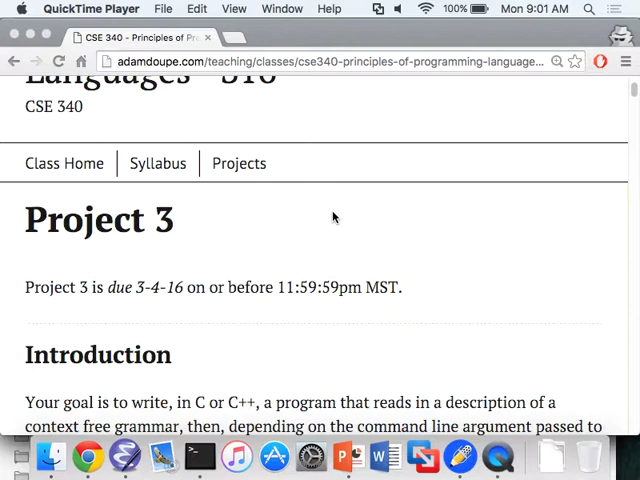 QuickTime Player File Edit View Window Help 100% Mon 9:01 AM
CSE 340 - Principles of Pr
adamdoupe.com/teaching/classes/cse340-principles-of-programming-language...
Languages - S16
CSE 340
Class Home Syllabus Projects
Project 3
Project 3 is due 3-4-16 on or before 11:59:59pm MST.
Introduction
Your goal is to write, in C or C++, a program that reads in a description of a
context free grammar, then, depending on the command line argument passed to